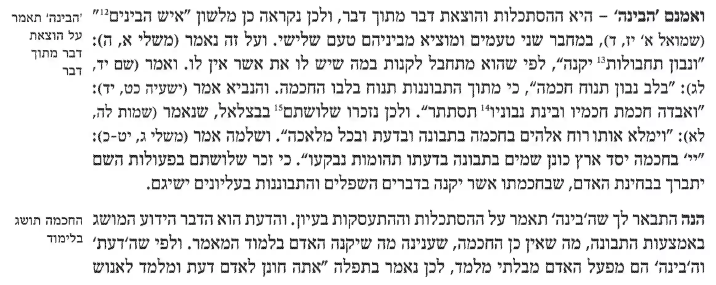 ואמנם 'הבינה' – היא ההסתכלות והוצאת דבר מתוך דבר, ולכן נקראה כן מלשון "איש הבינים"12
(שמואל א' יז, ד), במחבר שני טעמים ומוציא מביניהם טעם שלישי. ועל זה נאמר (משלי א, ה):
"ונבון תחבולות13 יקנה", לפי שהוא מתחבל לקנות במה שיש לו את אשר אין לו. ואמר (שם יד,
לג): "בלב נבון תנוח חכמה", כי מתוך התבוננות תנוח בלבו החכמה. והנביא אמר (ישעיה כט, יד):
"ואבדה חכמת חכמיו ובינת נבוניו14 תסתתר". ולכן נזכרו שלושתם15 בבצלאל, שנאמר (שמות לה,
לא): "וימלא אותו רוח אלהים בחכמה בתבונה ובדעת ובכל מלאכה". ושלמה אמר (משלי ג, יט-כ):
"יי' בחכמה יסד ארץ כונן שמים בתבונה בדעתו תהומות נבקעו". כי זכר שלושתם בפעולות השם
יתברך בבחינת האדם, שבחכמתו אשר יקנה בדברים השפלים והתבוננות בעליונים ישיגם.
הנה התבאר לך שה'בינה' תאמר על ההסתכלות וההתעסקות בעיון. והדעת הוא הדבר הידוע המושג
באמצעות התבונה, מה שאין כן החכמה, שענינה מה שיקנה האדם בלמוד המאמר. ולפי שה'דעת'
וה'בינה' הם מפעל האדם מבלתי מלמד, לכן נאמר בתפלה "אתה חונן לאדם דעת ומלמד לאנוש
'הבינה' תאמר
על הוצאת
דבר מתוך
דבר
החכמה תושג
בלימוד